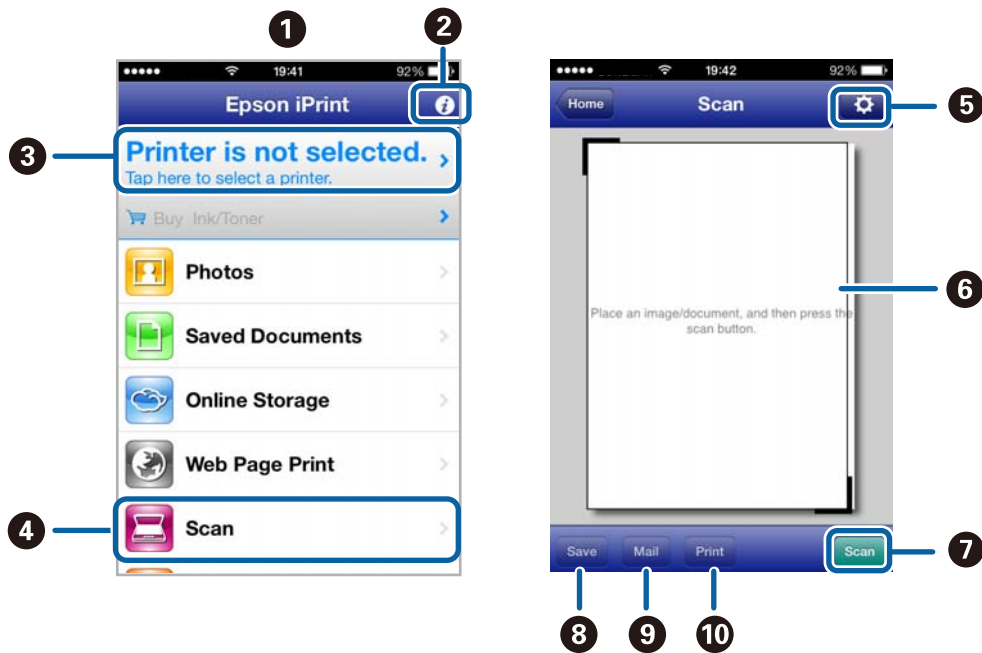 1
2
19:41
92%
Epson iPrint
3
Printer is not selected.
Tap here to select a printer.
Buy Ink/Toner
Photos
Saved Documents
Online Storage
Web Page Print
4
Scan
19:42
92%
Home
Scan
5
6
Place an image/document, and then press the
scan button.
Save
Mail
Print
Scan
7
8
9
10